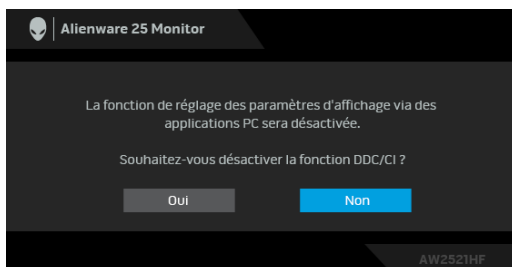 Alienware 25 Monitor
La fonction de réglage des paramètres d'affichage via des
applications PC sera désactivée.
Souhaitez-vous désactiver la fonction DDC/CI ?
Oui
Non
AW2521HF